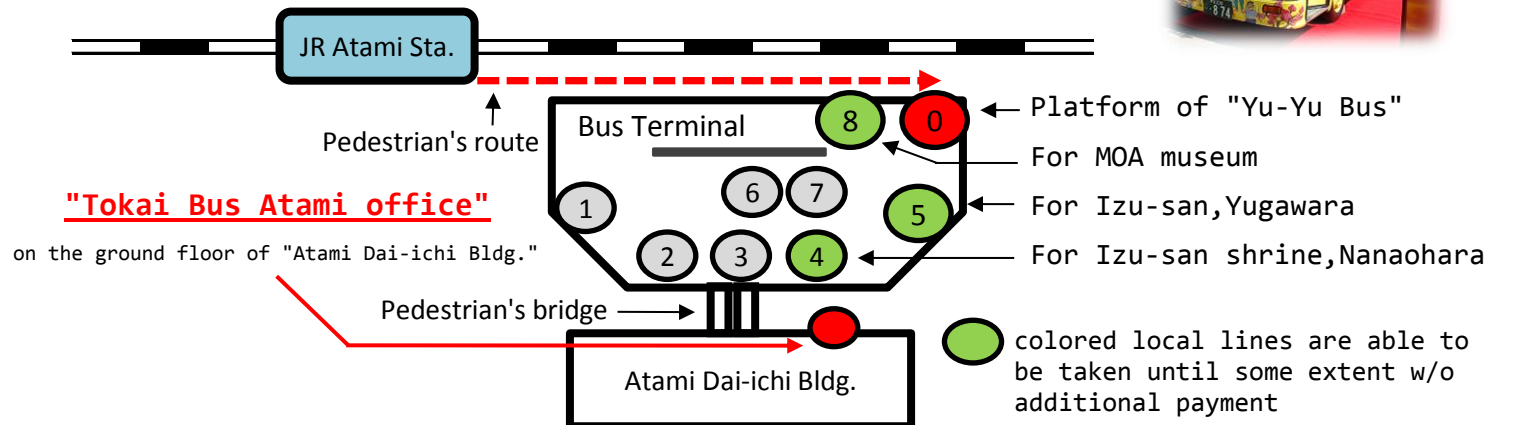 874
JR Atami Sta.
Pedestrian's route
Bus Terminal
8
0
Platform of "Yu-Yu Bus"
For MOA museum
1
6
7
5
For Izu-san,Yugawara
"Tokai Bus Atami office"
on the ground floor of "Atami Dai-ichi Bldg."
2
3
4
For Izu-san shrine,Nanaohara
Pedestrian's bridge
Atami Dai-ichi Bldg.
colored local lines are able to
be taken until some extent w/o
additional payment